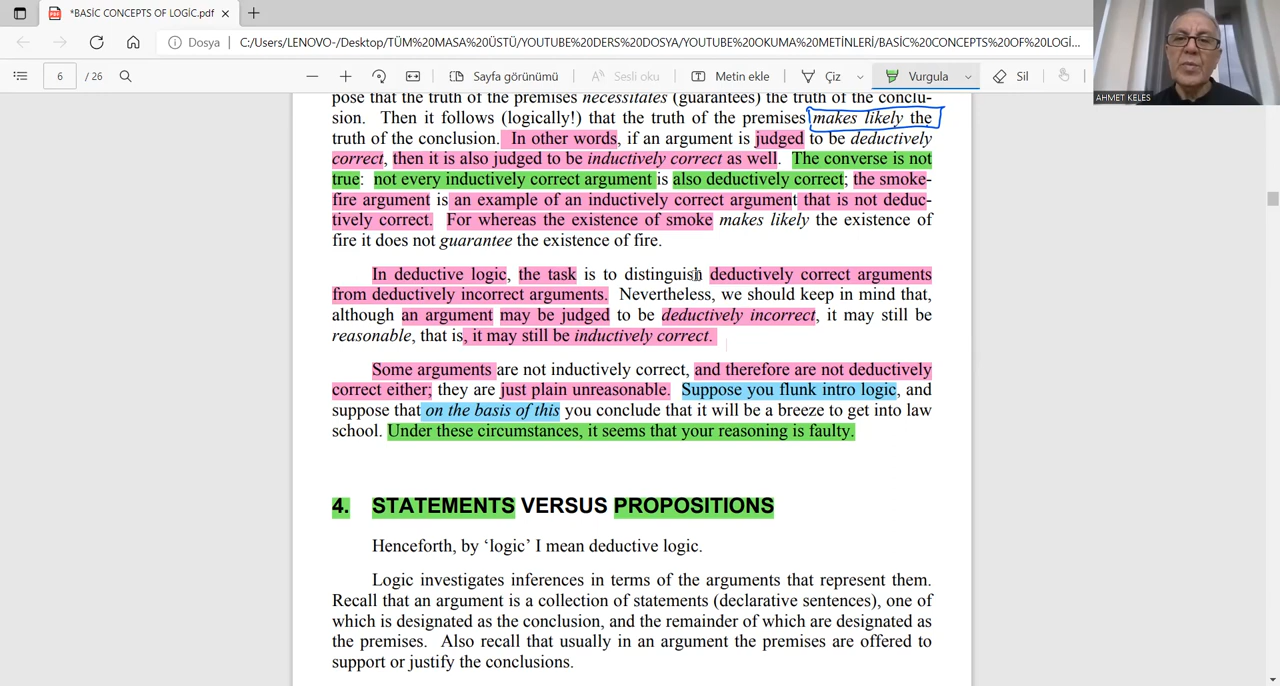 *BASİC CONCEPTS OF LOGİC.pdf
Dosya
C:/Users/LENOVO-/Desktop/TÜM%20MASA%20ÜSTÜ/YOUTUBE%20DERS%20DOSYA/YOUTUBE%20OKUMA%20METİNLERİ/BASİC%20CONCEPTS%20OF%20LOGİ...
6 / 26
Sayfa görünümü
Sesli oku
Metin ekle
Çiz
Vurgula
Sil
AHMET KELES
pose that the truth of the premises necessitates (guarantees) the truth of the conclu-
sion. Then it follows (logically!) that the truth of the premises makes likely the
truth of the conclusion. In other words, if an argument is judged to be deductively
correct, then it is also judged to be inductively correct as well. The converse is not
true: not every inductively correct argument is also deductively correct; the smoke-
fire argument is an example of an inductively correct argument that is not deduc-
tively correct. For whereas the existence of smoke makes likely the existence of
fire it does not guarantee the existence of fire.
In deductive logic, the task is to distinguish deductively correct arguments
from deductively incorrect arguments. Nevertheless, we should keep in mind that,
although an argument may be judged to be deductively incorrect, it may still be
reasonable, that is, it may still be inductively correct.
Some arguments are not inductively correct, and therefore are not deductively
correct either; they are just plain unreasonable. Suppose you flunk intro logic, and
suppose that on the basis of this you conclude that it will be a breeze to get into law
school. Under these circumstances, it seems that your reasoning is faulty.
4. STATEMENTS VERSUS PROPOSITIONS
Henceforth, by ‘logic’ I mean deductive logic.
Logic investigates inferences in terms of the arguments that represent them.
Recall that an argument is a collection of statements (declarative sentences), one of
which is designated as the conclusion, and the remainder of which are designated as
the premises. Also recall that usually in an argument the premises are offered to
support or justify the conclusions.